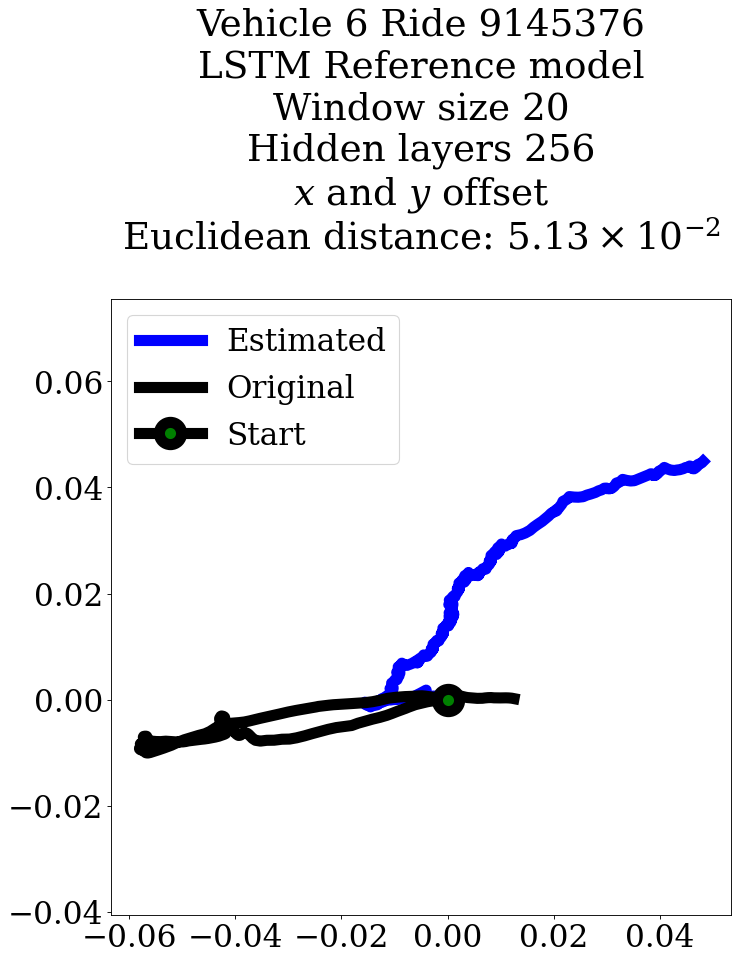 Vehicle 6 Ride 9145376
LSTM Reference model
Window size 20
Hidden layers 256
x and y offset
Euclidean distance: 5.13 × 10⁻²
Estimated
Original
Start
0.06
0.04
0.02
0.00
−0.02
−0.04
−0.06 −0.04 −0.02 0.00 0.02 0.04